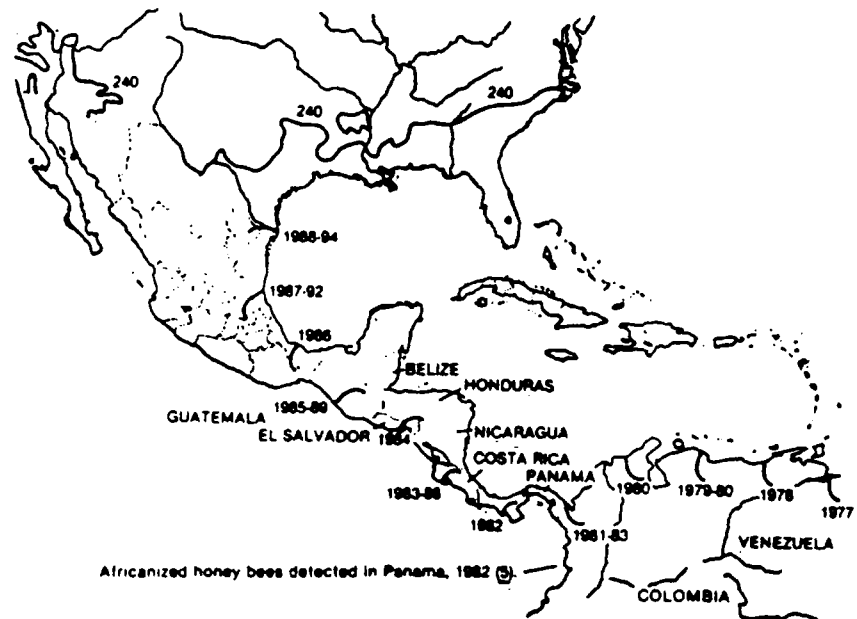 240
240
240
1988-94
1987-92
1986
BELIZE
HONDURAS
1985-89
GUATEMALA
EL SALVADOR
1984
NICARAGUA
COSTA RICA
PANAMA
1983-86
1982
1980
1979-80
1978
1977
1981-83
VENEZUELA
Africanized honey bees detected in Panama, 1982 (5).
COLOMBIA